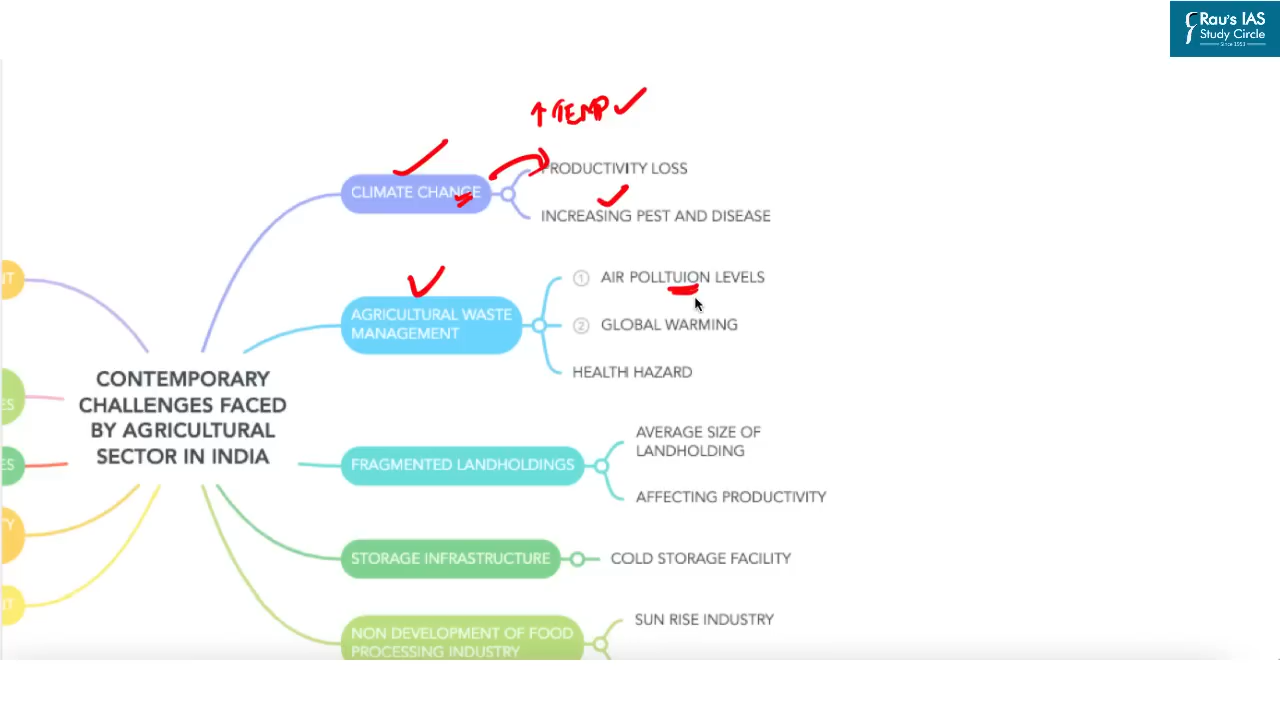 Rau's IAS
Study Circle
Since 1953
↑ TEMP ✓
CLIMATE CHANGE
PRODUCTIVITY LOSS
INCREASING PEST AND DISEASE
AGRICULTURAL WASTE
MANAGEMENT
1 AIR POLLTUION LEVELS
2 GLOBAL WARMING
HEALTH HAZARD
CONTEMPORARY
CHALLENGES FACED
BY AGRICULTURAL
SECTOR IN INDIA
FRAGMENTED LANDHOLDINGS
AVERAGE SIZE OF
LANDHOLDING
AFFECTING PRODUCTIVITY
STORAGE INFRASTRUCTURE
COLD STORAGE FACILITY
NON DEVELOPMENT OF FOOD
PROCESSING INDUSTRY
SUN RISE INDUSTRY